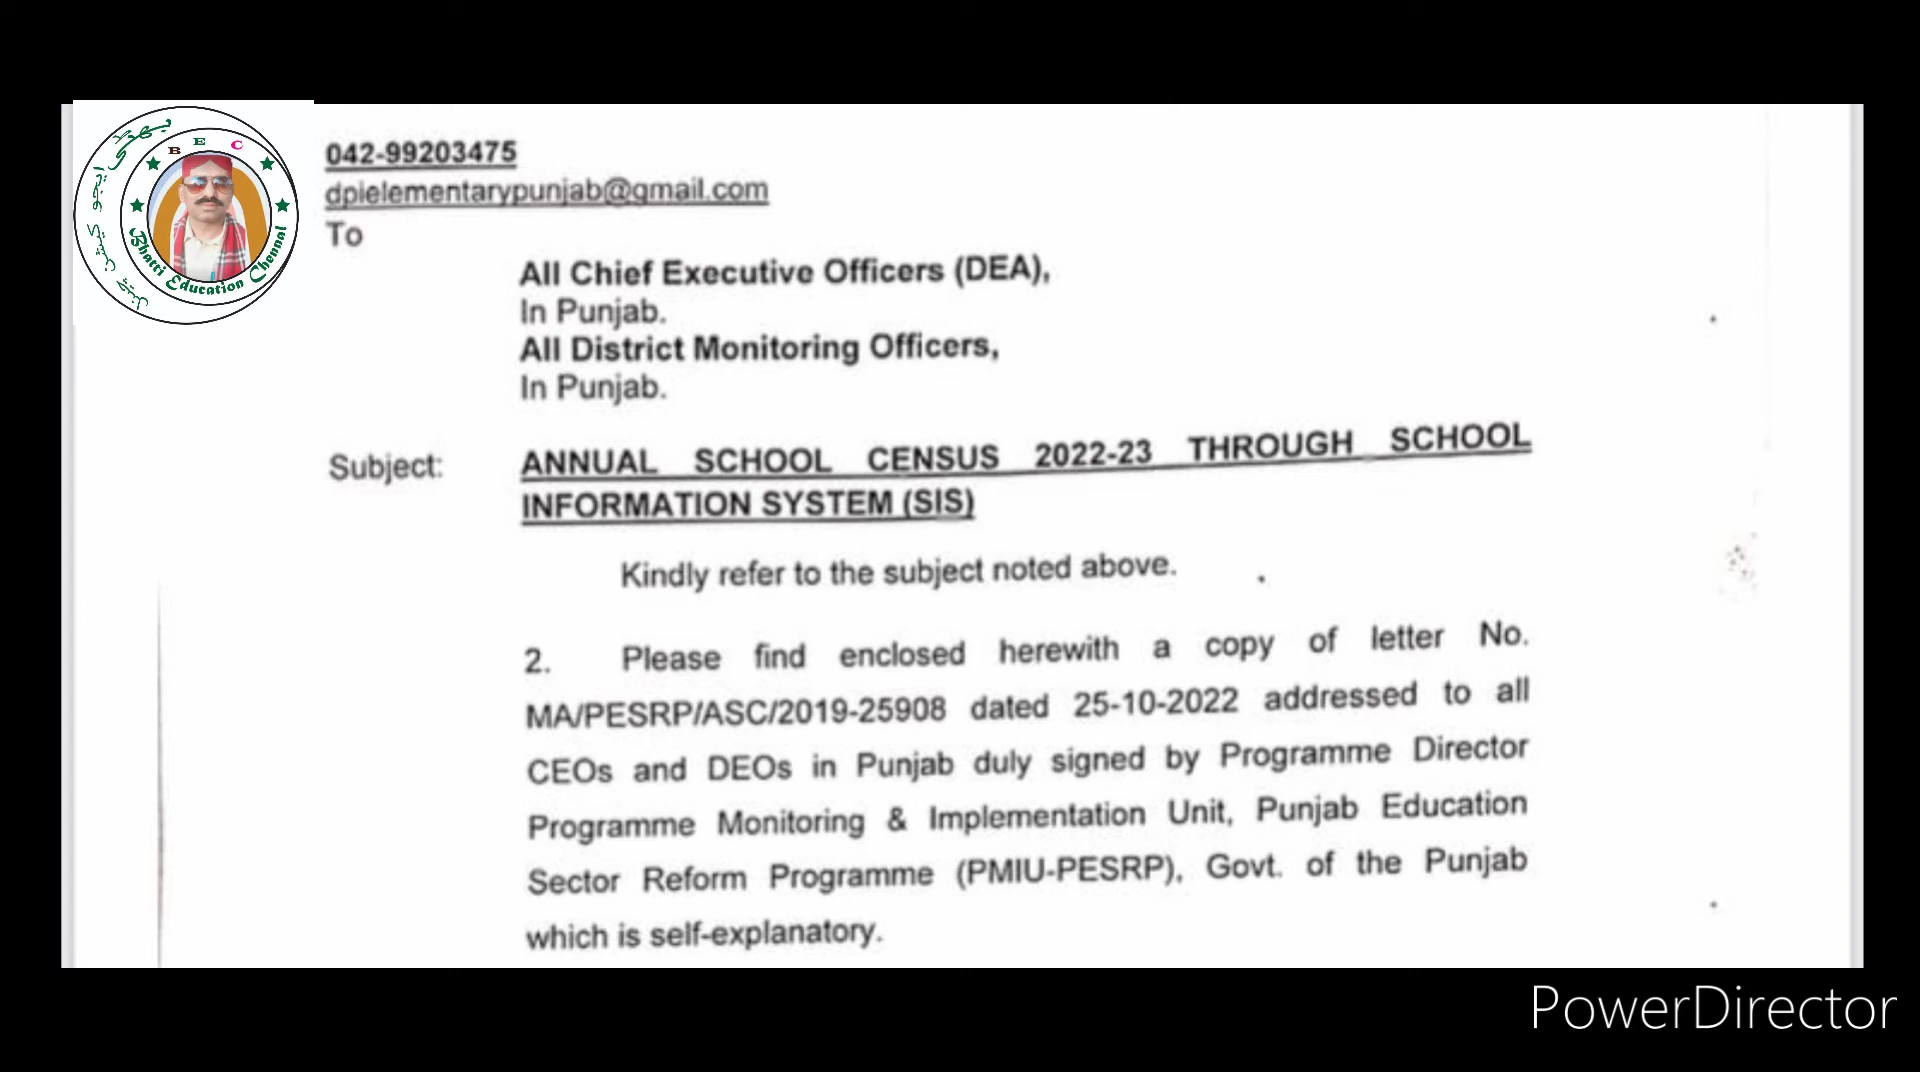 بھٹی ایجوکیشن چینل
B E C
Bhatti Education Chennal
042-99203475
dpielementarypunjab@gmail.com
To
All Chief Executive Officers (DEA),
In Punjab.
All District Monitoring Officers,
In Punjab.
Subject: ANNUAL SCHOOL CENSUS 2022-23 THROUGH SCHOOL
INFORMATION SYSTEM (SIS)
Kindly refer to the subject noted above.
2. Please find enclosed herewith a copy of letter No.
MA/PESRP/ASC/2019-25908 dated 25-10-2022 addressed to all
CEOs and DEOs in Punjab duly signed by Programme Director
Programme Monitoring & Implementation Unit, Punjab Education
Sector Reform Programme (PMIU-PESRP), Govt. of the Punjab
which is self-explanatory.
PowerDirector